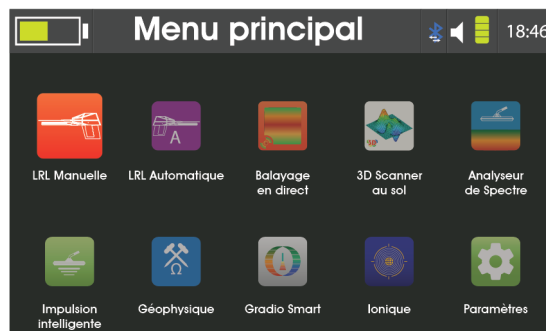 Menu principal
18:46
LRL Manuelle
LRL Automatique
A
Balayage
en direct
3D Scanner
au sol
Analyseur
de Spectre
Impulsion
intelligente
Géophysique
Ω
Gradio Smart
Ionique
Paramètres